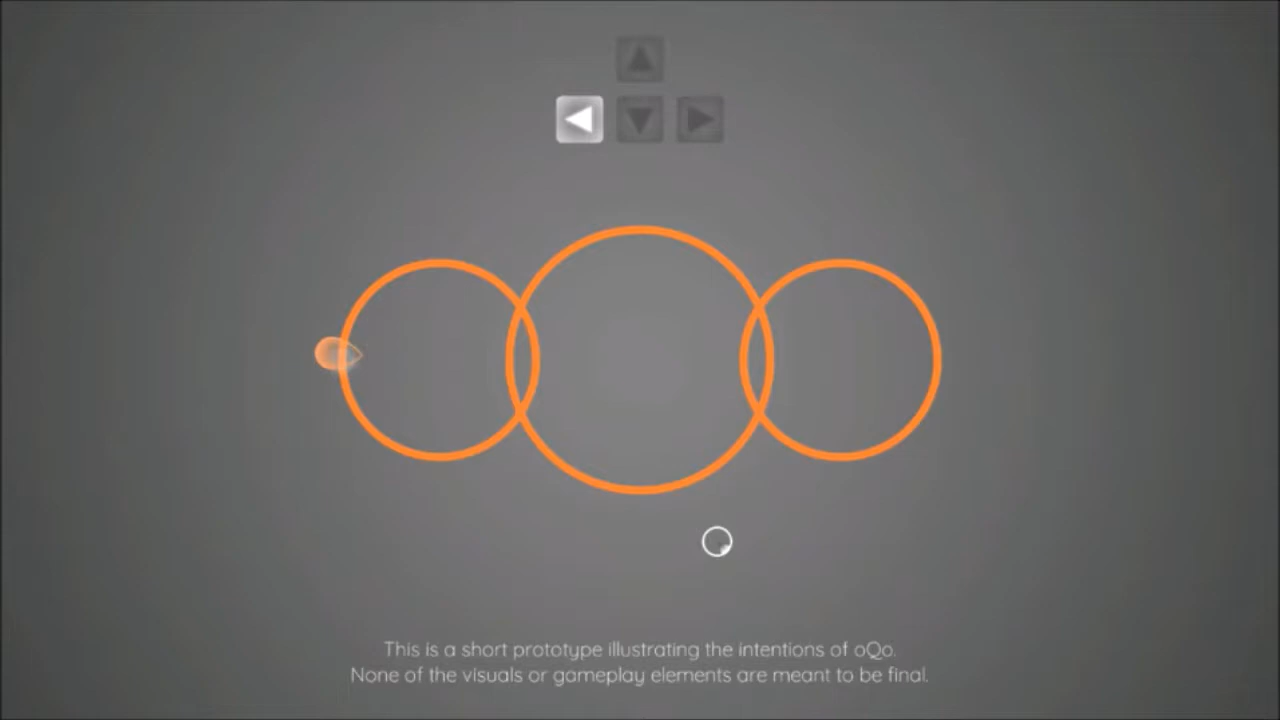 This is a short prototype illustrating the intentions of oQo.
None of the visuals or gameplay elements are meant to be final.